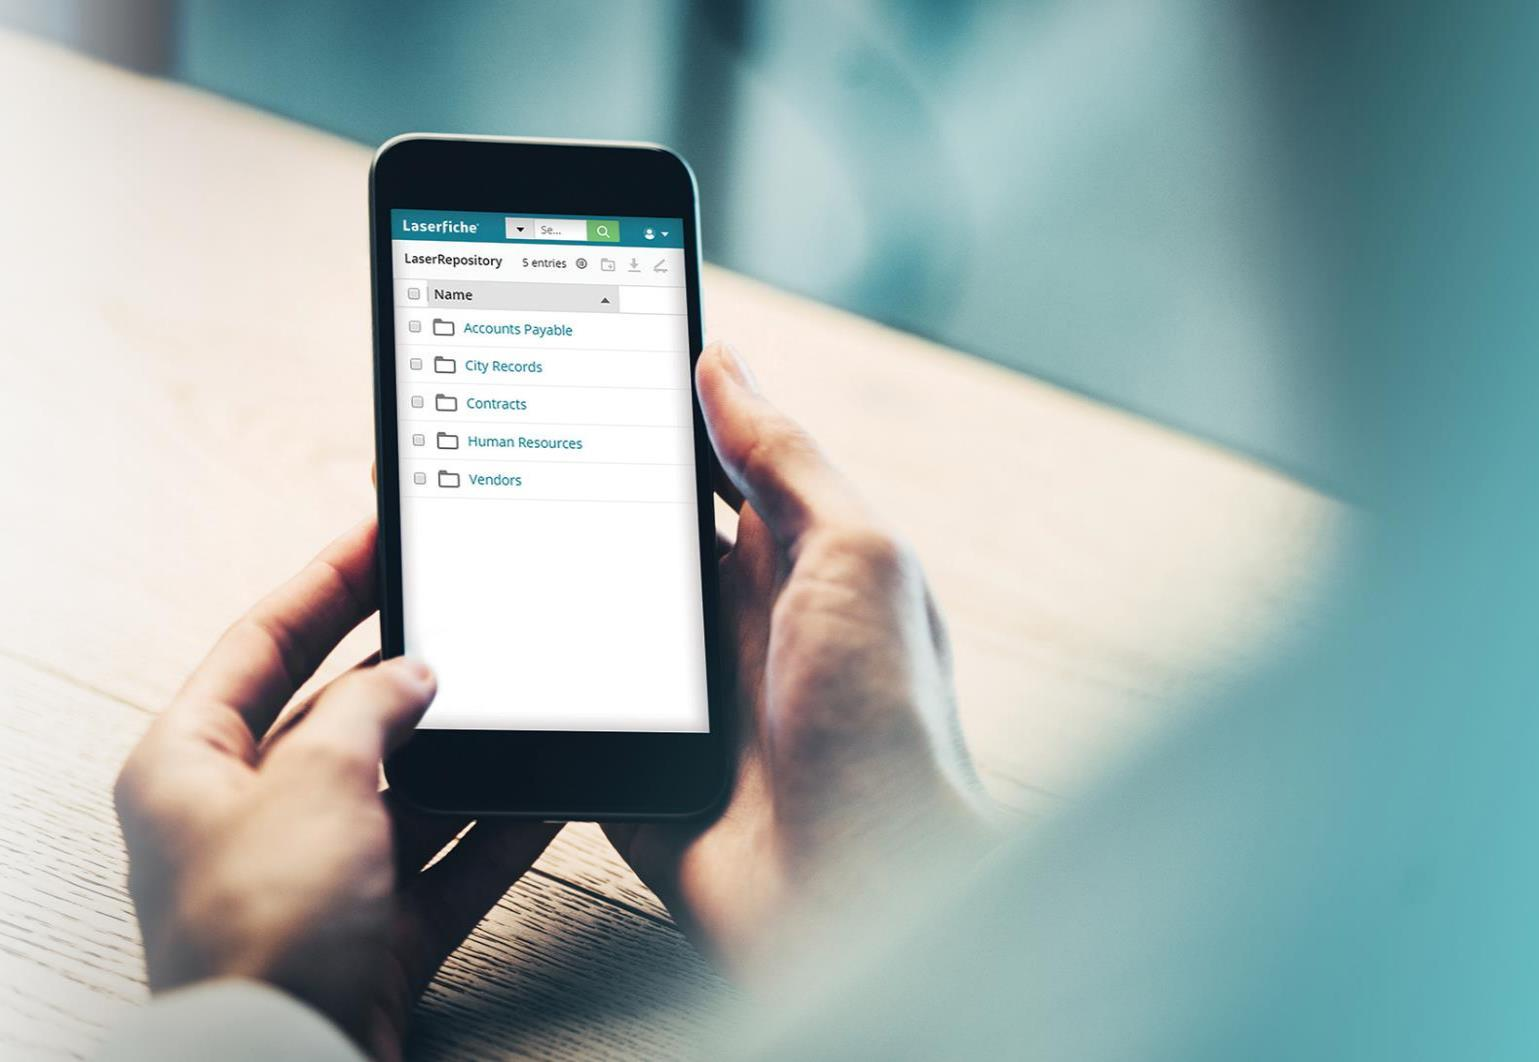 Laserfiche Se...
LaserRepository 5 entries
Name
Accounts Payable
City Records
Contracts
Human Resources
Vendors